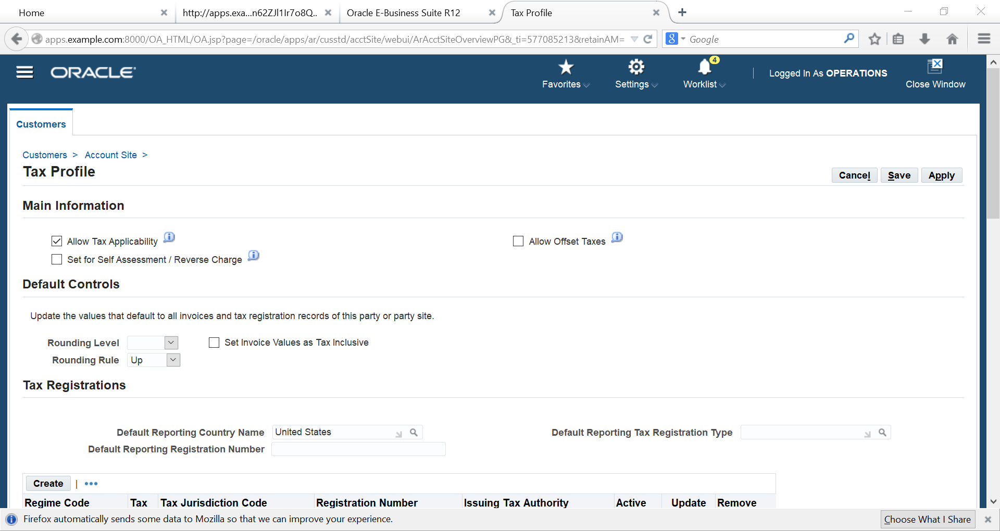 Home
http://apps.exa...n62ZJl1Ir7o8Q..
Oracle E-Business Suite R12
Tax Profile
apps.example.com:8000/OA_HTML/OA.jsp?page=/oracle/apps/ar/cusstd/acctSite/webui/ArAcctSiteOverviewPG&_ti=577085213&retainAM=
Google
ORACLE
Favorites
Settings
4
Worklist
Logged In As OPERATIONS
Close Window
Customers
Customers > Account Site >
Tax Profile
Cancel Save Apply
Main Information
Allow Tax Applicability
Allow Offset Taxes
Set for Self Assessment / Reverse Charge
Default Controls
Update the values that default to all invoices and tax registration records of this party or party site.
Rounding Level
Set Invoice Values as Tax Inclusive
Rounding Rule Up
Tax Registrations
Default Reporting Country Name United States
Default Reporting Tax Registration Type
Default Reporting Registration Number
Create | •••
Regime Code Tax Tax Jurisdiction Code Registration Number Issuing Tax Authority Active Update Remove
Firefox automatically sends some data to Mozilla so that we can improve your experience.
Choose What I Share